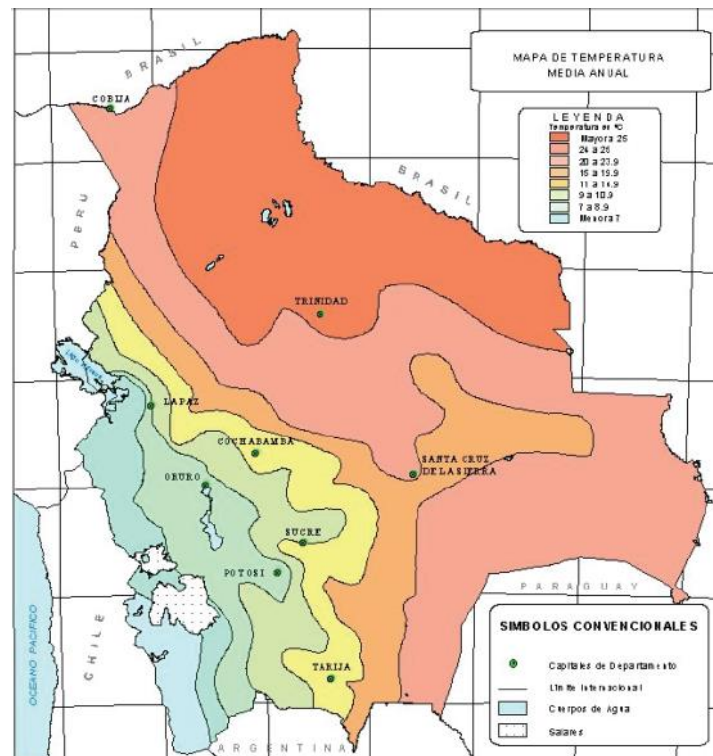 MAPA DE TEMPERATURA
MEDIA ANUAL
LEYENDA
Temperatura en ºC
Mayor a 26
24 a 26
20 a 23.9
15 a 19.9
11 a 14.9
9 a 10.9
7 a 8.9
Menor a 7
BRASIL
COBIJA
BRASIL
PERU
TRINIDAD
LA PAZ
COCHABAMBA
SANTA CRUZ
DE LA SIERRA
ORURO
SUCRE
POTOSI
PARAGUAY
CHILE
OCEANO PACIFICO
TARIJA
ARGENTINA
SIMBOLOS CONVENCIONALES
Capitales de Departamento
Límite Internacional
Cuerpos de Agua
Salares